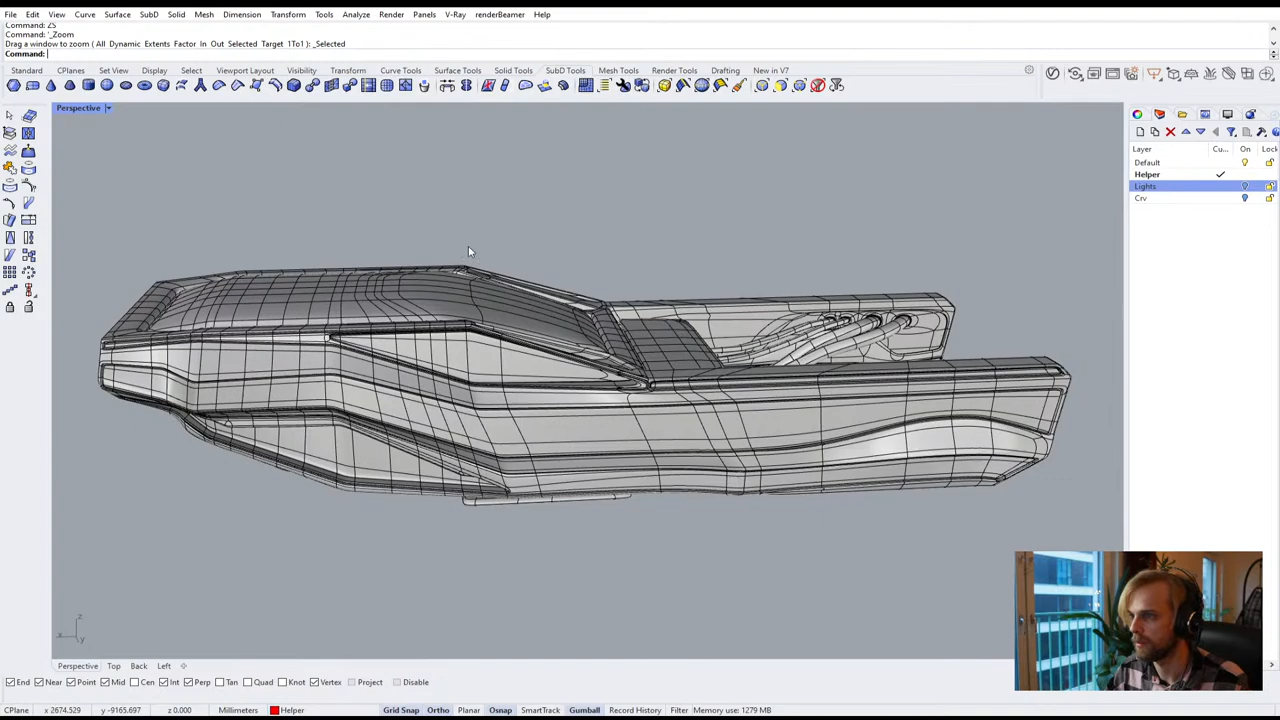 File Edit View Curve Surface SubD Solid Mesh Dimension Transform Tools Analyze Render Panels V-Ray renderBeamer Help
Command: ZS
Command: '_Zoom
Drag a window to zoom ( All Dynamic Extents Factor In Out Selected Target 1To1 ): _Selected
Command:
Standard CPlanes Set View Display Select Viewport Layout Visibility Transform Curve Tools Surface Tools Solid Tools SubD Tools Mesh Tools Render Tools Drafting New in V7
Perspective
Layer Cu... On Lock
Default
Helper
Lights
Crv
z
x y
Perspective Top Back Left
End Near Point Mid Cen Int Perp Tan Quad Knot Vertex Project Disable
CPlane x 2674.529 y -9165.697 z 0.000 Millimeters Helper Grid Snap Ortho Planar Osnap SmartTrack Gumball Record History Filter Memory use: 1279 MB